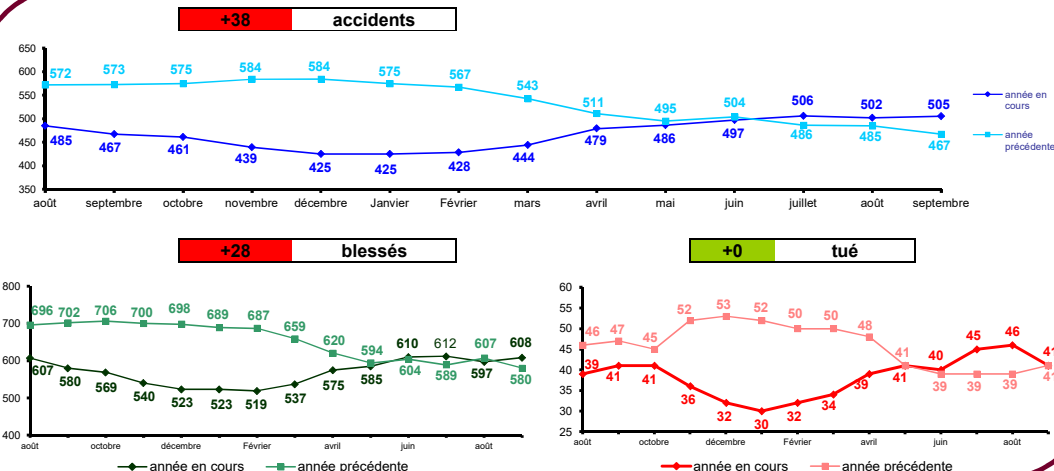 +38 accidents
650
600
550
500
450
400
350
572 573 575 584 584 575 567 543 511 495 504 486 485 467
485 467 461 439 425 425 428 444 479 486 497 506 502 505
août septembre octobre novembre décembre Janvier Février mars avril mai juin juillet août septembre
année en
cours
année
précédente
+28 blessés
800
700
600
500
400
696 702 706 700 698 689 687 659 620 594 604 589 607 580
607 580 569 540 523 523 519 537 575 585 610 612 597 608
août octobre décembre Février avril juin août
année en cours année précédente
+0 tué
60
55
50
45
40
35
30
25
46 47 45 52 53 52 50 50 48 41 39 39 39 41
39 41 41 36 32 30 32 34 39 41 40 45 46 41
août octobre décembre Février avril juin août
année en cours année précédente